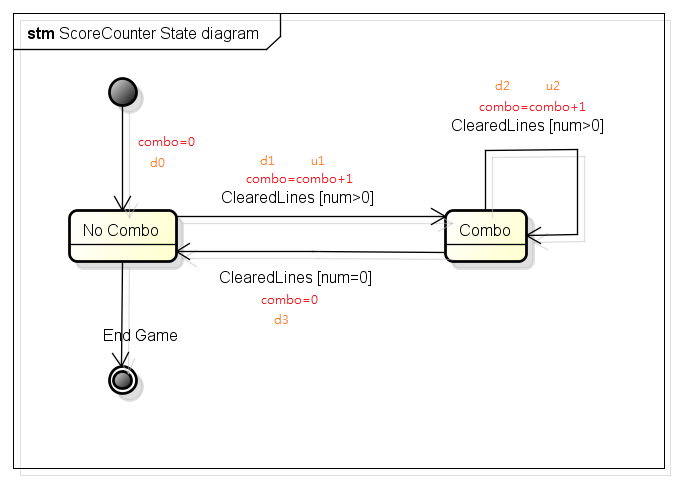 stm ScoreCounter State diagram
d2 u2
combo=combo+1
ClearedLines [num>0]
combo=0
d0
d1 u1
combo=combo+1
ClearedLines [num>0]
No Combo
Combo
ClearedLines [num=0]
combo=0
d3
End Game